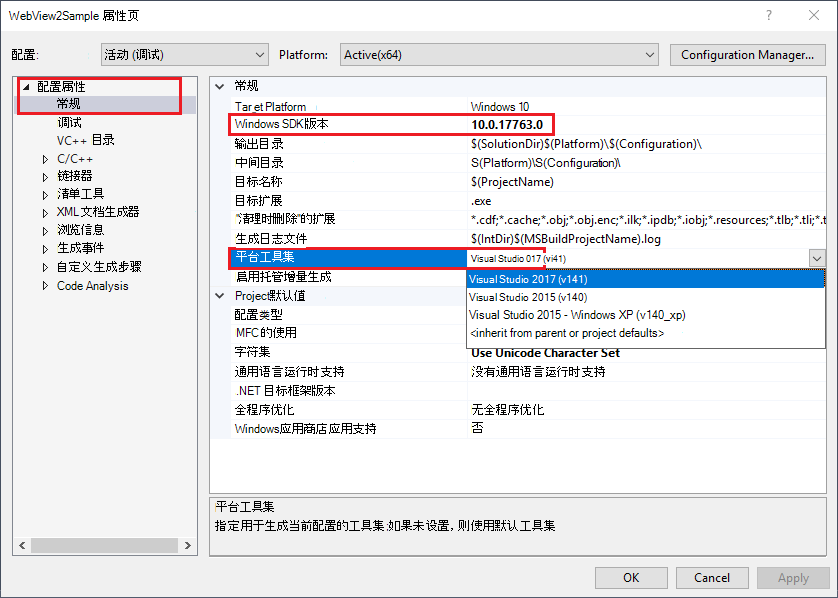 WebView2Sample 属性页
配置: 活动 (调试) Platform: Active(x64) Configuration Manager...
配置属性
常规
调试
VC++ 目录
C/C++
链接器
清单工具
XML文档生成器
浏览信息
生成事件
自定义生成步骤
Code Analysis
常规
Tar et Platform Windows 10
Windows SDK版本 10.0.17763.0
输出目录 $(SolutionDir)$(Platform)\$(Configuration)\
中间目录 S(Platform)\S(Configuration)\
目标名称 $(ProjectName)
目标扩展 .exe
"清理时删除"的扩展 *.cdf;*.cache;*.obj;*.obj.enc;*.ilk;*.ipdb;*.iobj;*.resources;*.tlb;*.tli;*.t
生成日志文件 $(IntDir)$(MSBuildProjectName).log
平台工具集 Visual Studio 017 (vi41)
启用托管增量生成
Visual Studio 2017 (v141)
Visual Studio 2015 (v140)
Visual Studio 2015 - Windows XP (v140_xp)
<inherit from parent or project defaults>
Project默认值
配置类型
MFC的使用
字符集 Use Unicode Character Set
通用语言运行时支持 没有通用语言运行时支持
.NET 目标框架版本
全程序优化 无全程序优化
Windows应用商店应用支持 否
平台工具集
指定用于生成当前配置的工具集;如果未设置, 则使用默认工具集
OK Cancel Apply